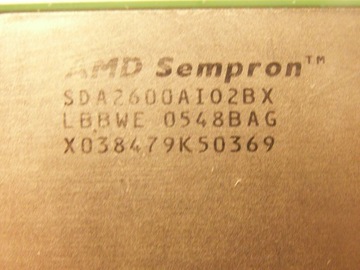 AMD Sempron™
SDA2600AIO2BX
LBBWE 0548BAG
X038479K50369